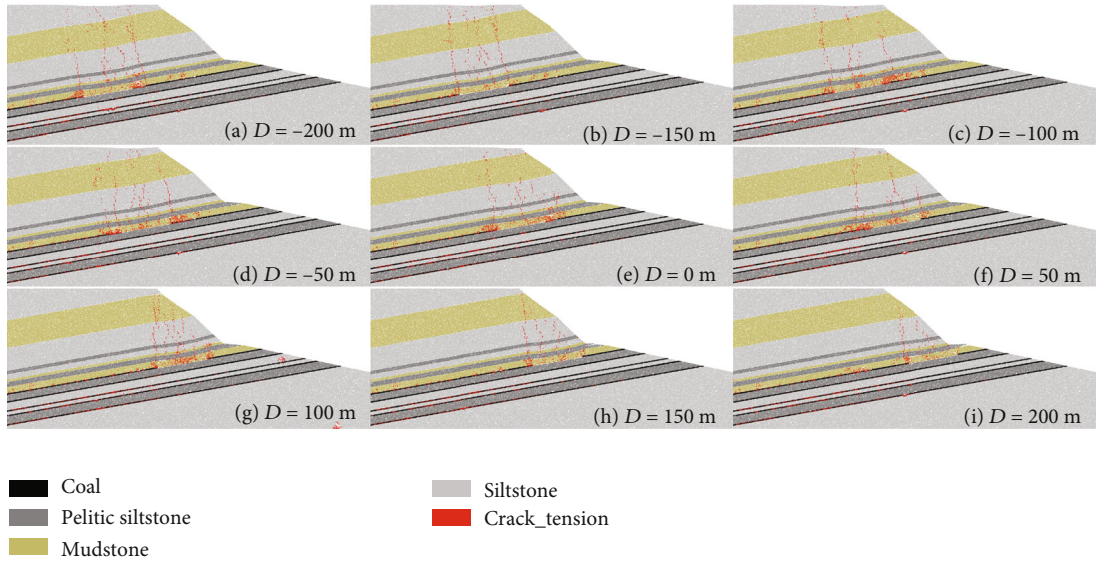 (a) D = –200 m
(b) D = –150 m
(c) D = –100 m
(d) D = –50 m
(e) D = 0 m
(f) D = 50 m
(g) D = 100 m
(h) D = 150 m
(i) D = 200 m
Coal
Pelitic siltstone
Mudstone
Siltstone
Crack_tension